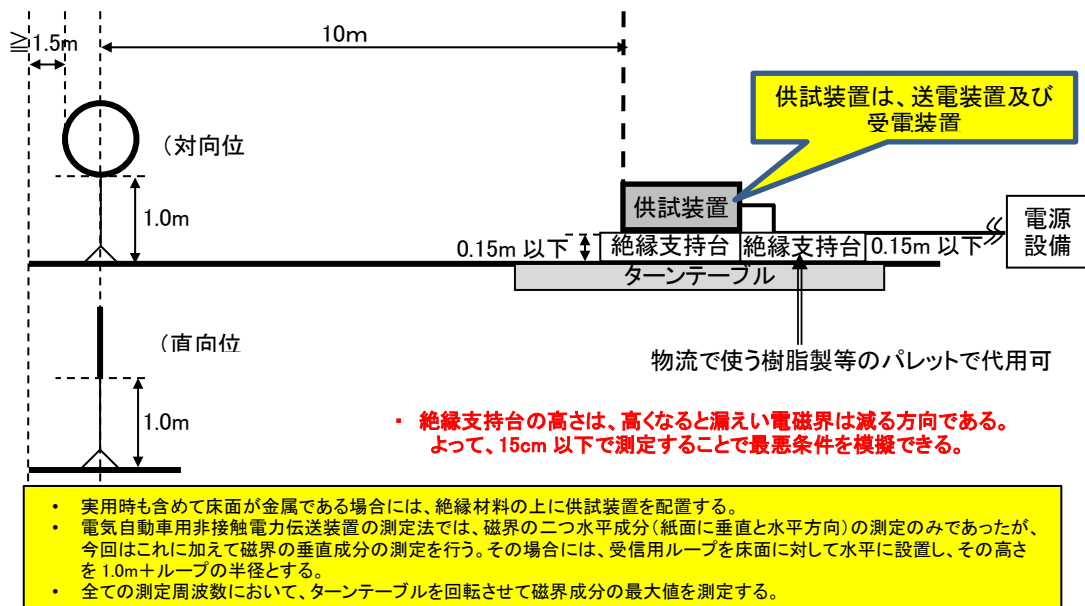 ≧1.5m
10m
供試装置は、送電装置及び
受電装置
(対向位
1.0m
供試装置
電源
設備
0.15m 以下
絶縁支持台
絶縁支持台
0.15m 以下
ターンテーブル
(直向位
物流で使う樹脂製等のパレットで代用可
1.0m
・ 絶縁支持台の高さは、高くなると漏えい電磁界は減る方向である。
よって、15cm 以下で測定することで最悪条件を模擬できる。
• 実用時も含めて床面が金属である場合には、絶縁材料の上に供試装置を配置する。
• 電気自動車用非接触電力伝送装置の測定法では、磁界の二つ水平成分(紙面に垂直と水平方向)の測定のみであったが、
今回はこれに加えて磁界の垂直成分の測定を行う。その場合には、受信用ループを床面に対して水平に設置し、その高さ
を 1.0m+ループの半径とする。
• 全ての測定周波数において、ターンテーブルを回転させて磁界成分の最大値を測定する。